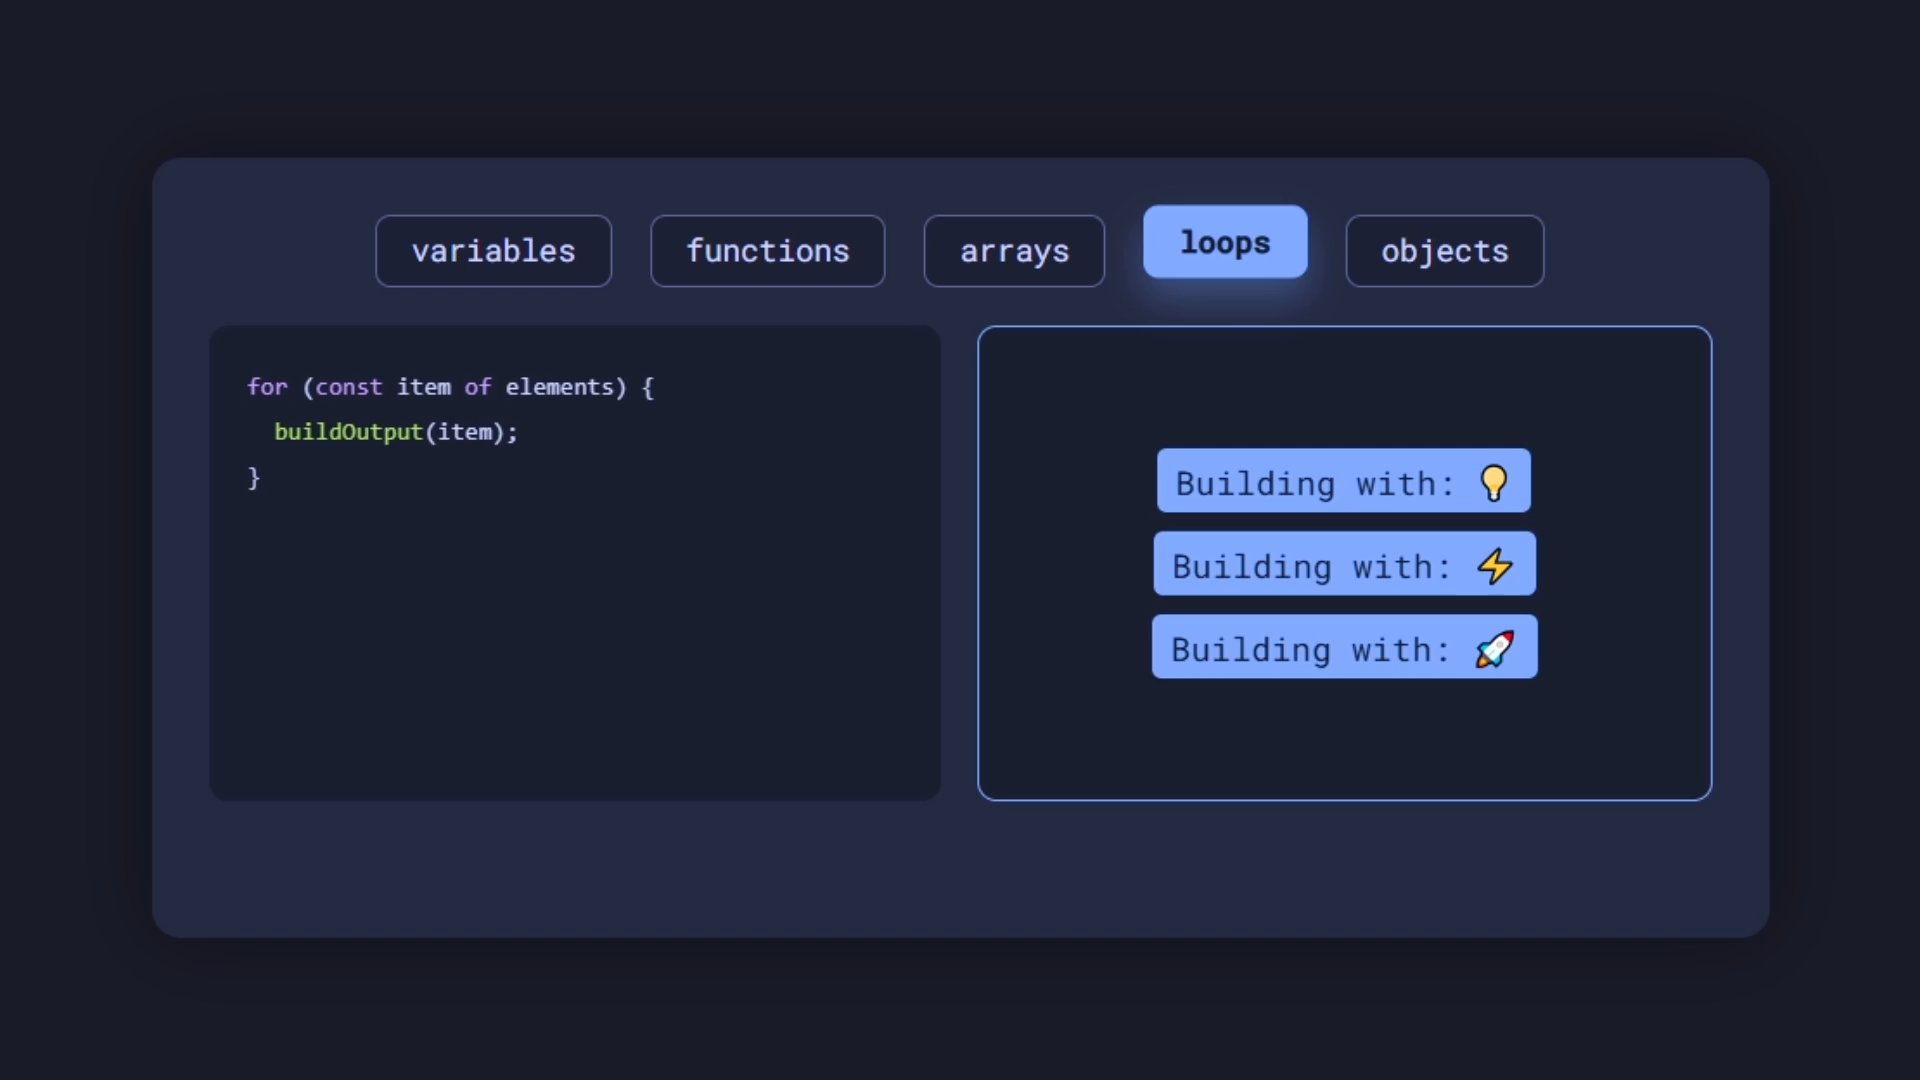 variables functions arrays loops objects
for (const item of elements) {
  buildOutput(item);
}
Building with: 💡
Building with: ⚡
Building with: 🚀